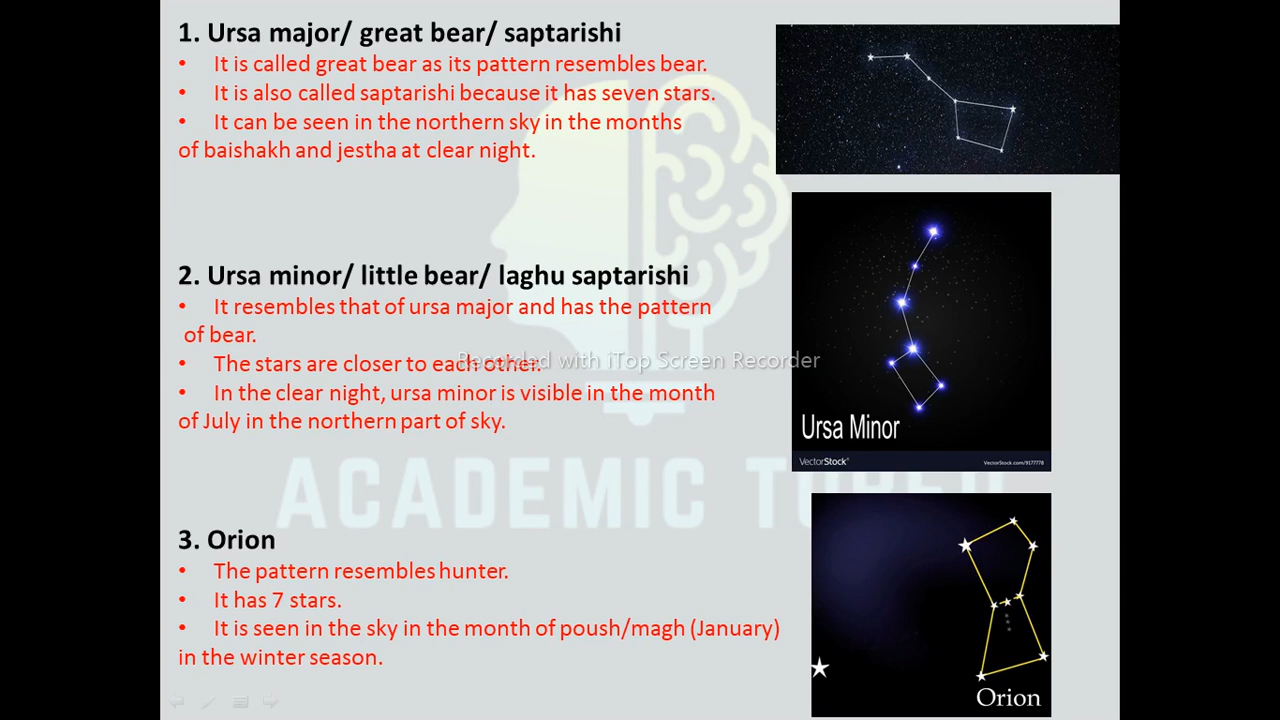 1. Ursa major/ great bear/ saptarishi
• It is called great bear as its pattern resembles bear.
• It is also called saptarishi because it has seven stars.
• It can be seen in the northern sky in the months
of baishakh and jestha at clear night.
2. Ursa minor/ little bear/ laghu saptarishi
• It resembles that of ursa major and has the pattern
of bear.
• The stars are closer to each other.
Recorded with iTop Screen Recorder
• In the clear night, ursa minor is visible in the month
of July in the northern part of sky.
Ursa Minor
VectorStock®
VectorStock.com/9177778
ACADEMIC
3. Orion
• The pattern resembles hunter.
• It has 7 stars.
• It is seen in the sky in the month of poush/magh (January)
in the winter season.
Orion